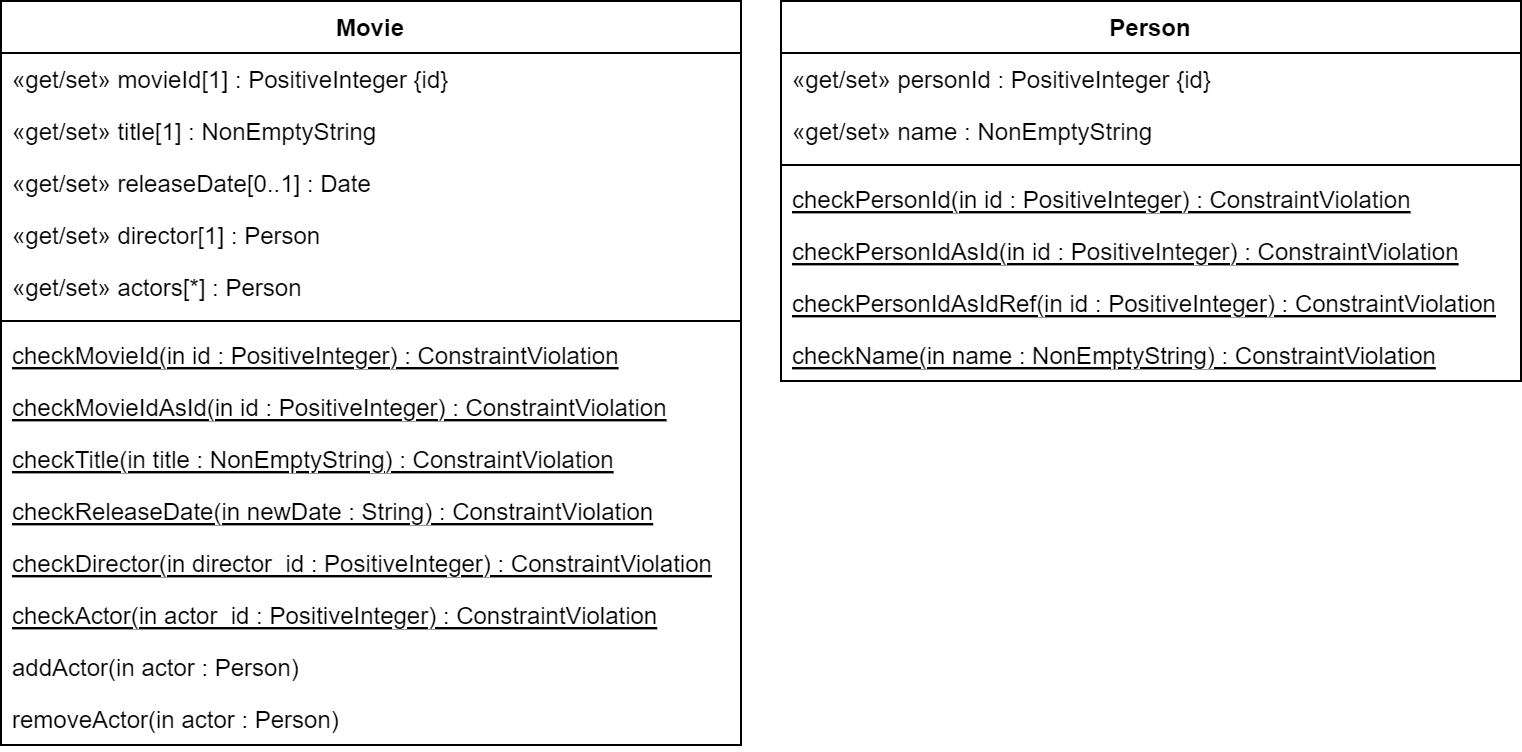 Movie
«get/set» movieId[1] : PositiveInteger {id}
«get/set» title[1] : NonEmptyString
«get/set» releaseDate[0..1] : Date
«get/set» director[1] : Person
«get/set» actors[*] : Person
checkMovieId(in id : PositiveInteger) : ConstraintViolation
checkMovieIdAsId(in id : PositiveInteger) : ConstraintViolation
checkTitle(in title : NonEmptyString) : ConstraintViolation
checkReleaseDate(in newDate : String) : ConstraintViolation
checkDirector(in director_id : PositiveInteger) : ConstraintViolation
checkActor(in actor_id : PositiveInteger) : ConstraintViolation
addActor(in actor : Person)
removeActor(in actor : Person)
Person
«get/set» personId : PositiveInteger {id}
«get/set» name : NonEmptyString
checkPersonId(in id : PositiveInteger) : ConstraintViolation
checkPersonIdAsId(in id : PositiveInteger) : ConstraintViolation
checkPersonIdAsIdRef(in id : PositiveInteger) : ConstraintViolation
checkName(in name : NonEmptyString) : ConstraintViolation